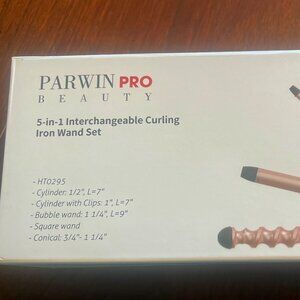 PARWIN PRO
BEAUTY
5-in-1 Interchangeable Curling
Iron Wand Set
- HT0295
- Cylinder: 1/2", L=7"
- Cylinder with Clips: 1", L=7"
- Bubble wand: 1 1/4", L=9"
- Square wand
- Conical: 3/4"- 1 1/4"